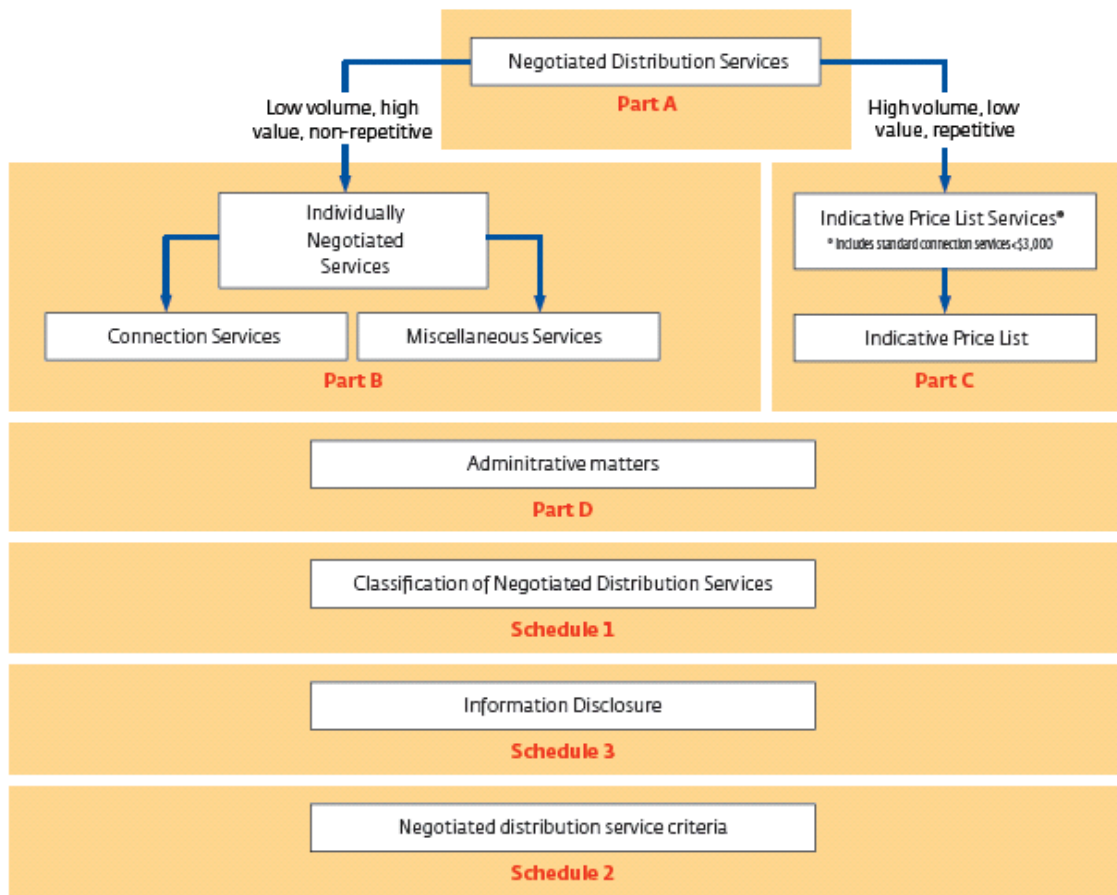 Negotiated Distribution Services
Part A
Low volume, high
value, non-repetitive
High volume, low
value, repetitive
Individually
Negotiated
Services
Connection Services
Miscellaneous Services
Part B
Indicative Price List Services®
® Includes standard connection services<$3,000
Indicative Price List
Part C
Adminitrative matters
Part D
Classification of Negotiated Distribution Services
Schedule 1
Information Disclosure
Schedule 3
Negotiated distribution service criteria
Schedule 2